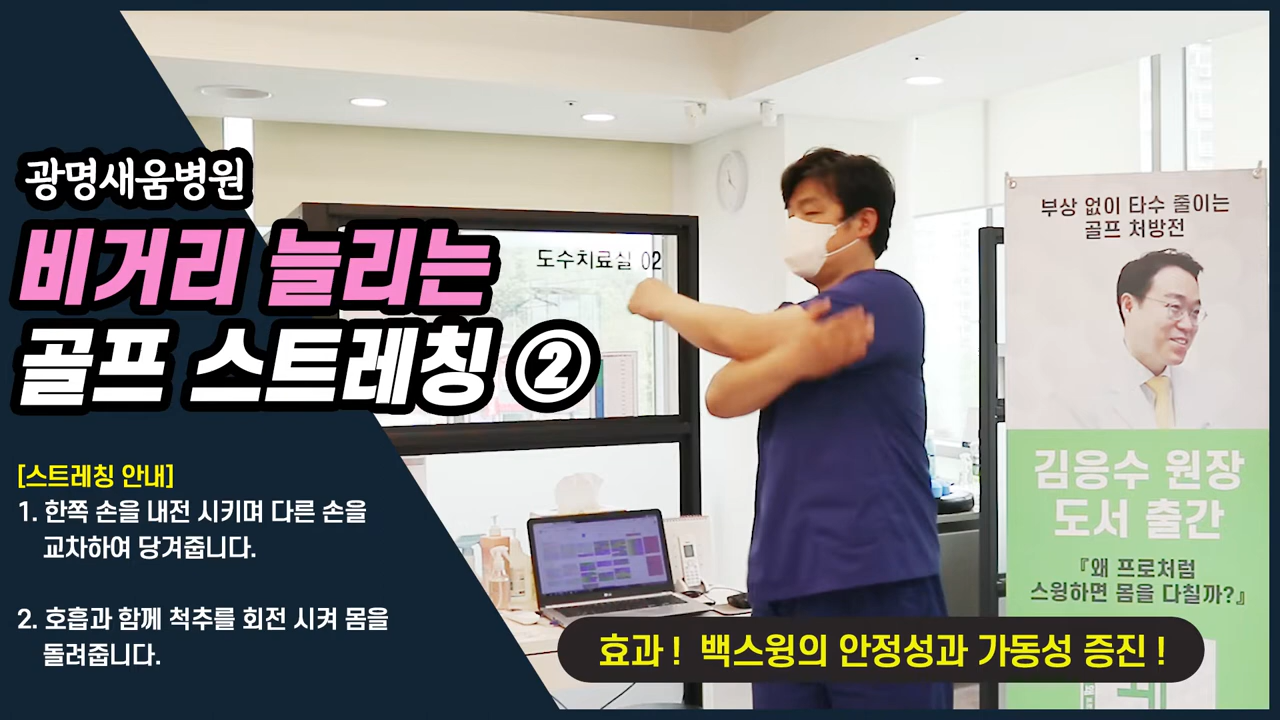 광명새움병원
비거리 늘리는
골프 스트레칭 ②
[스트레칭 안내]
1. 한쪽 손을 내전 시키며 다른 손을
교차하여 당겨줍니다.
2. 호흡과 함께 척추를 회전 시켜 몸을
돌려줍니다.
도수치료실 02
부상 없이 타수 줄이는
골프 처방전
김응수 원장
도서 출간
『왜 프로처럼
스윙하면 몸을 다칠까?』
효과 ! 백스윙의 안정성과 가동성 증진 !